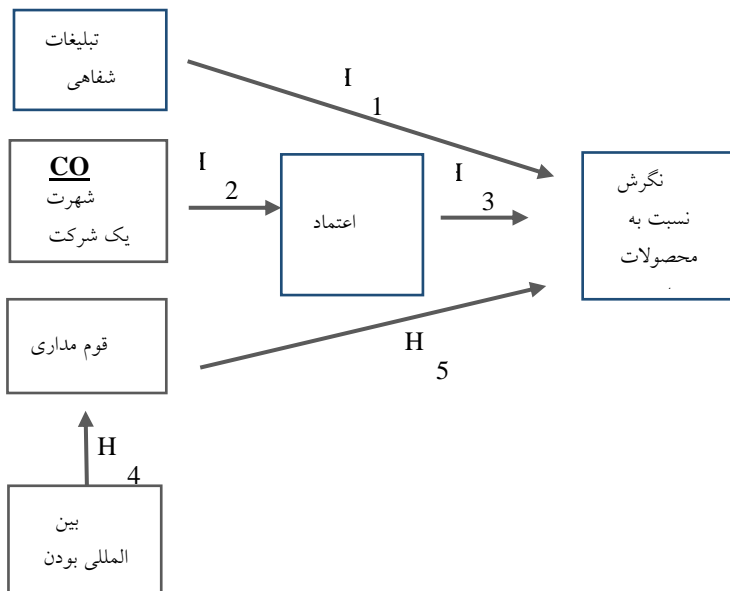 تبلیغات
شفاهی
H
1
CO
شهرت
یک شرکت
H
2
اعتماد
H
3
نگرش
نسبت به
محصولات
قوم مداری
H
5
H
4
بین
المللی بودن